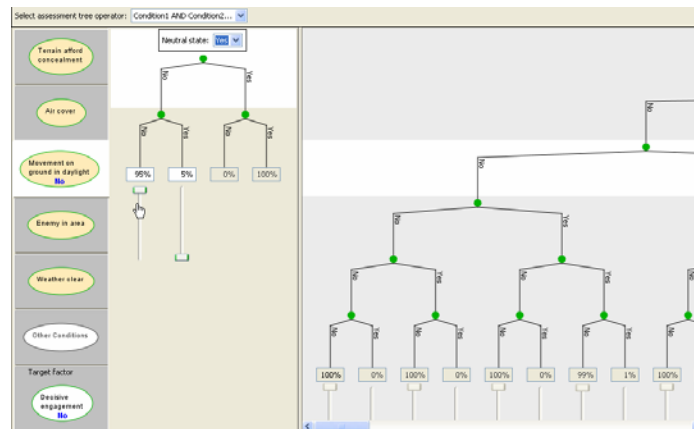 Select assessment tree operator: Condition1 AND Condition2...
Neutral state: Yes
Terrain afford
concealment
Air cover
Movement on
ground in daylight
No
Enemy in area
Weather clear
Other Conditions
Target factor
Decisive
engagement
No
No
Yes
No
Yes
No
Yes
95%
5%
0%
100%
No
No
No
Yes
No
Yes
No
Yes
No
No
Yes
No
Yes
No
Yes
No
Yes
No
100%
0%
100%
0%
100%
0%
99%
1%
100%